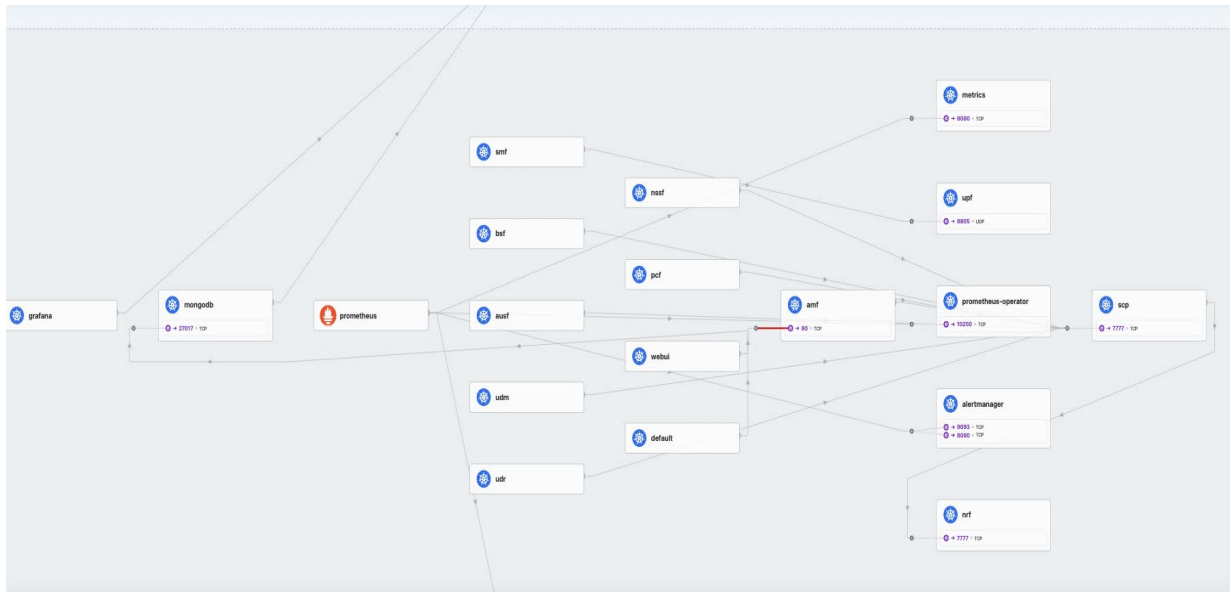 metrics
→ 8080 · TCP
smf
nssf
upf
→ 8805 · UDP
bsf
pcf
grafana
mongodb
→ 27017 · TCP
prometheus
ausf
amf
→ 80 · TCP
prometheus-operator
→ 10250 · TCP
scp
→ 7777 · TCP
webui
udm
alertmanager
→ 9093 · TCP
→ 8080 · TCP
default
udr
nrf
→ 7777 · TCP